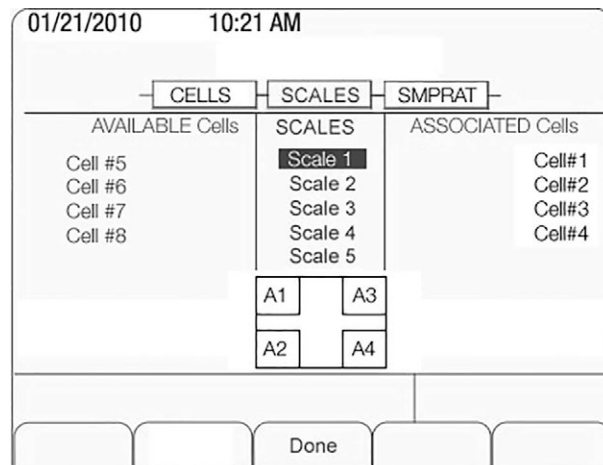 01/21/2010 10:21 AM
CELLS SCALES SMPRAT
AVAILABLE Cells SCALES ASSOCIATED Cells
Cell #5 Scale 1 Cell#1
Cell #6 Scale 2 Cell#2
Cell #7 Scale 3 Cell#3
Cell #8 Scale 4 Cell#4
Scale 5
A1 A3
A2 A4
Done